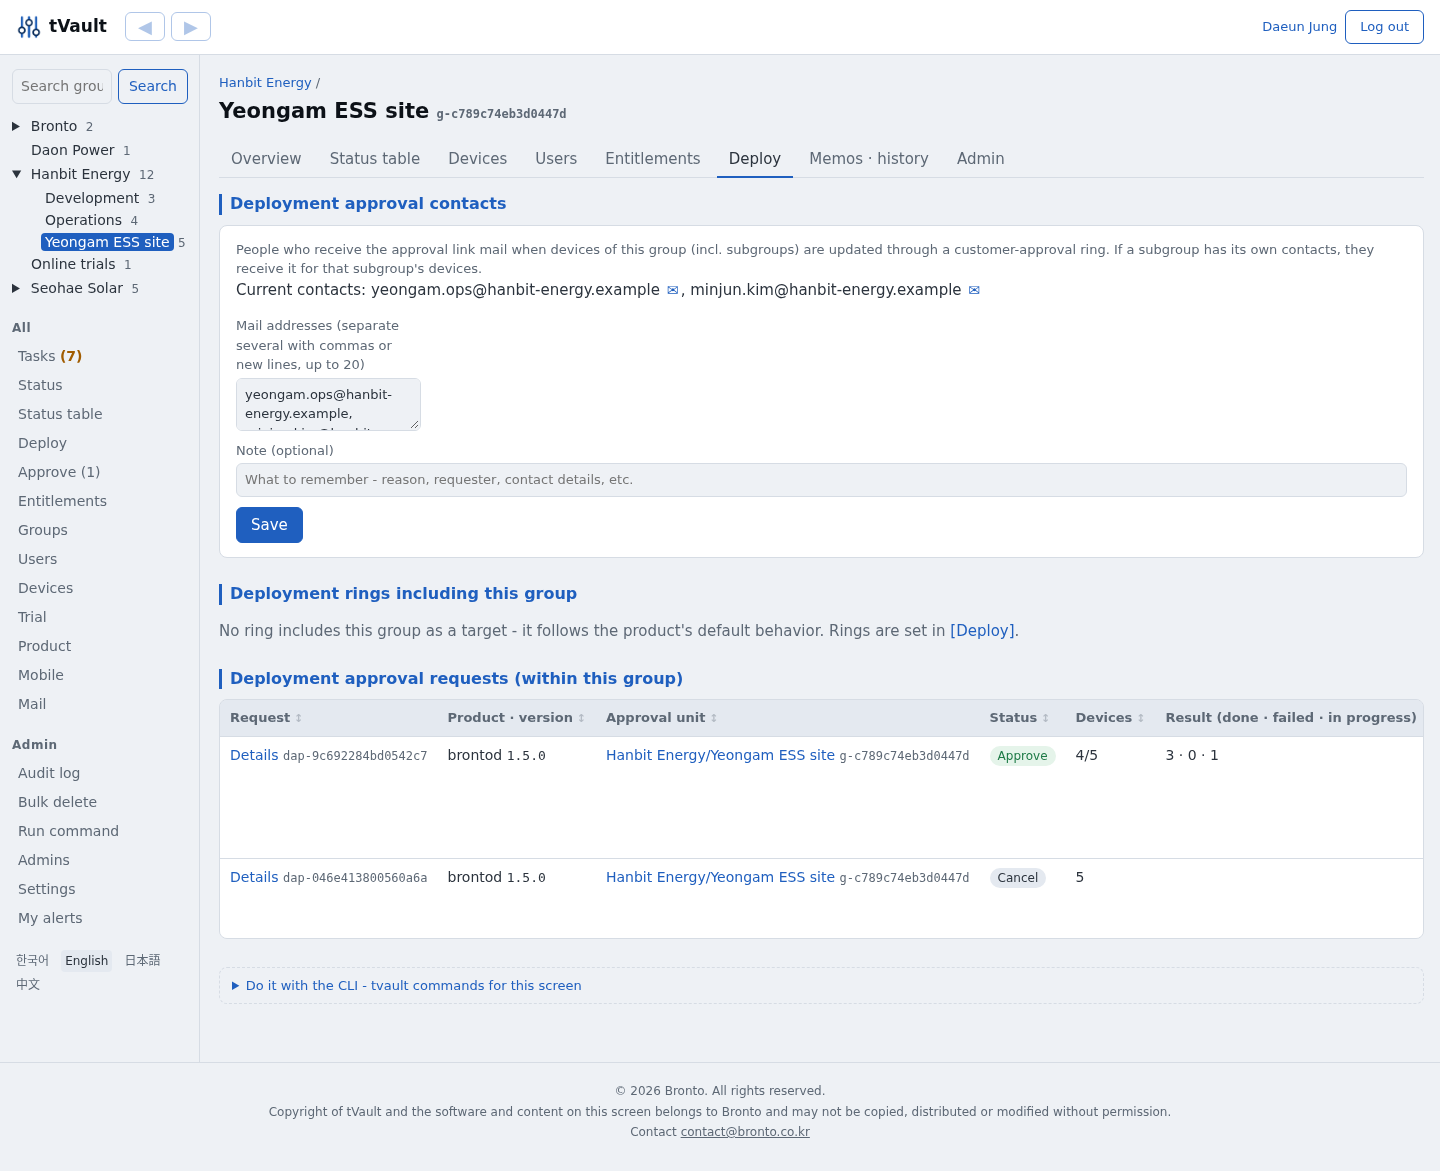 tVault ◀ ▶ Daeun Jung Log out
Search grou Search
▶ Bronto 2
Daon Power 1
▼ Hanbit Energy 12
Development 3
Operations 4
Yeongam ESS site 5
Online trials 1
▶ Seohae Solar 5
All
Tasks (7)
Status
Status table
Deploy
Approve (1)
Entitlements
Groups
Users
Devices
Trial
Product
Mobile
Mail
Admin
Audit log
Bulk delete
Run command
Admins
Settings
My alerts
한국어 English 日本語
中文
Hanbit Energy /
Yeongam ESS site g-c789c74eb3d0447d
Overview Status table Devices Users Entitlements Deploy Memos · history Admin
Deployment approval contacts
People who receive the approval link mail when devices of this group (incl. subgroups) are updated through a customer-approval ring. If a subgroup has its own contacts, they
receive it for that subgroup's devices.
Current contacts: yeongam.ops@hanbit-energy.example ✉, minjun.kim@hanbit-energy.example ✉
Mail addresses (separate
several with commas or
new lines, up to 20)
yeongam.ops@hanbit-
energy.example,
Note (optional)
What to remember - reason, requester, contact details, etc.
Save
Deployment rings including this group
No ring includes this group as a target - it follows the product's default behavior. Rings are set in [Deploy].
Deployment approval requests (within this group)
Request ↕ Product · version ↕ Approval unit ↕ Status ↕ Devices ↕ Result (done · failed · in progress)
Details dap-9c692284bd0542c7 brontod 1.5.0 Hanbit Energy/Yeongam ESS site g-c789c74eb3d0447d Approve 4/5 3 · 0 · 1
Details dap-046e413800560a6a brontod 1.5.0 Hanbit Energy/Yeongam ESS site g-c789c74eb3d0447d Cancel 5
▶ Do it with the CLI - tvault commands for this screen
© 2026 Bronto. All rights reserved.
Copyright of tVault and the software and content on this screen belongs to Bronto and may not be copied, distributed or modified without permission.
Contact contact@bronto.co.kr